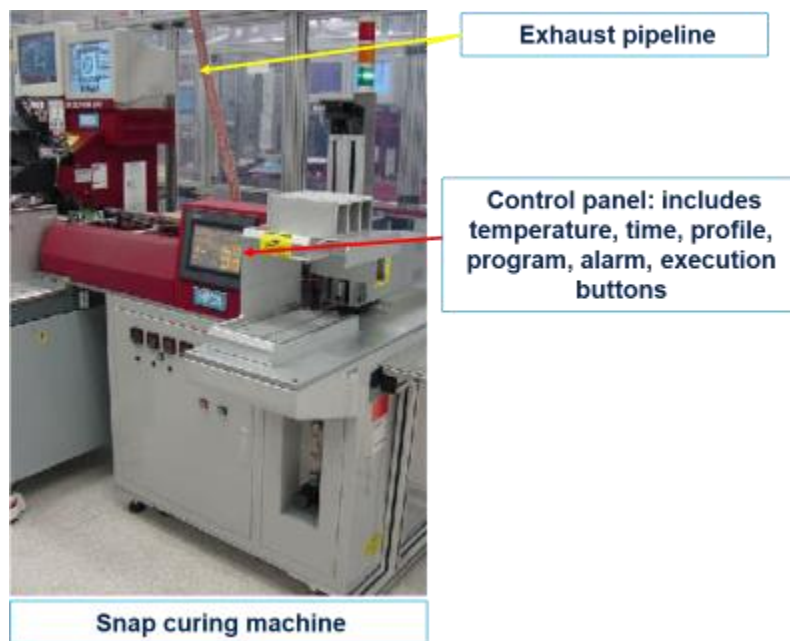 Exhaust pipeline
Control panel: includes
temperature, time, profile,
program, alarm, execution
buttons
Snap curing machine